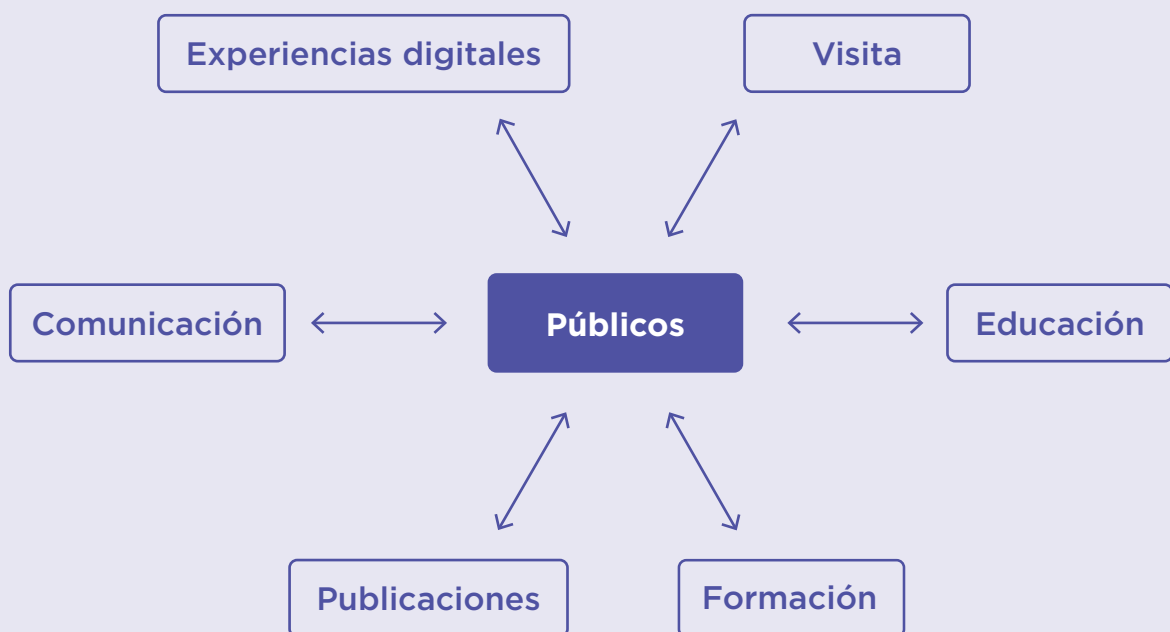 Experiencias digitales
Visita
Comunicación
Públicos
Educación
Publicaciones
Formación